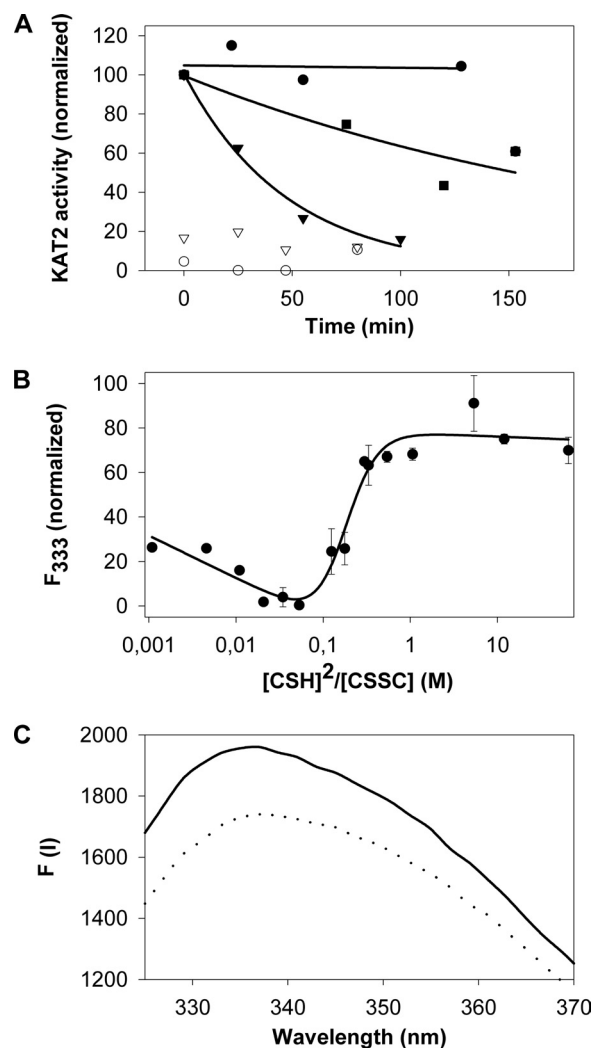 A
KAT2 activity (normalized)
120
100
80
60
40
20
0
0 50 100 150
Time (min)
B
F333 (normalized)
100
80
60
40
20
0
0,001 0,01 0,1 1 10
[CSH]2/[CSSC] (M)
C
F (I)
2000
1800
1600
1400
1200
330 340 350 360 370
Wavelength (nm)